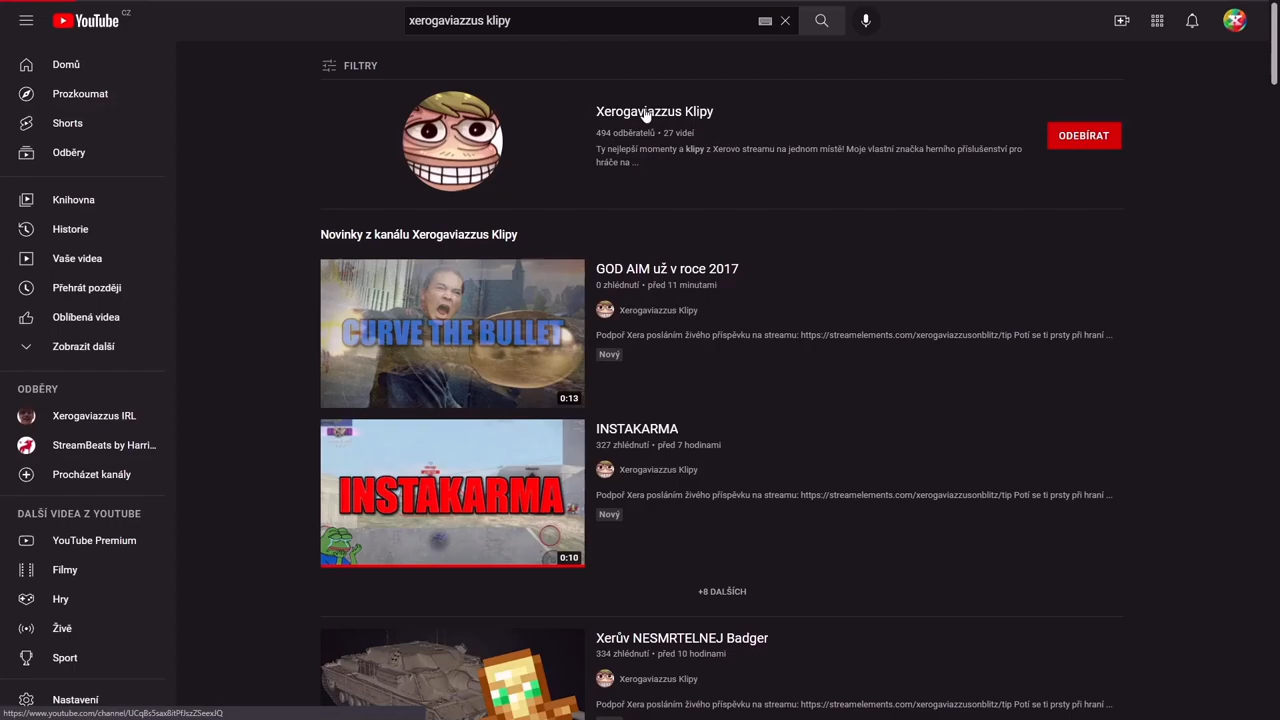 YouTube CZ
xerogaviazzus klipy
Domů
Prozkoumat
Shorts
Odběry
Knihovna
Historie
Vaše videa
Přehrát později
Oblíbená videa
Zobrazit další
ODBĚRY
Xerogaviazzus IRL
StreamBeats by Harri...
Procházet kanály
DALŠÍ VIDEA Z YOUTUBE
YouTube Premium
Filmy
Hry
Živě
Sport
Nastavení
FILTRY
Xerogaviazzus Klipy
494 odběratelů • 27 videí
Ty nejlepší momenty a klipy z Xerovo streamu na jednom místě! Moje vlastní značka herního příslušenství pro
hráče na ...
ODEBÍRAT
Novinky z kanálu Xerogaviazzus Klipy
CURVE THE BULLET
0:13
GOD AIM už v roce 2017
0 zhlédnutí • před 11 minutami
Xerogaviazzus Klipy
Podpoř Xera posláním živého příspěvku na streamu: https://streamelements.com/xerogaviazzusonblitz/tip Potí se ti prsty při hraní ...
Nový
INSTAKARMA
0:10
INSTAKARMA
327 zhlédnutí • před 7 hodinami
Xerogaviazzus Klipy
Podpoř Xera posláním živého příspěvku na streamu: https://streamelements.com/xerogaviazzusonblitz/tip Potí se ti prsty při hraní ...
Nový
+8 DALŠÍCH
Xerův NESMRTELNEJ Badger
334 zhlédnutí • před 10 hodinami
Xerogaviazzus Klipy
Podpoř Xera posláním živého příspěvku na streamu: https://streamelements.com/xerogaviazzusonblitz/tip Potí se ti prsty při hraní ...